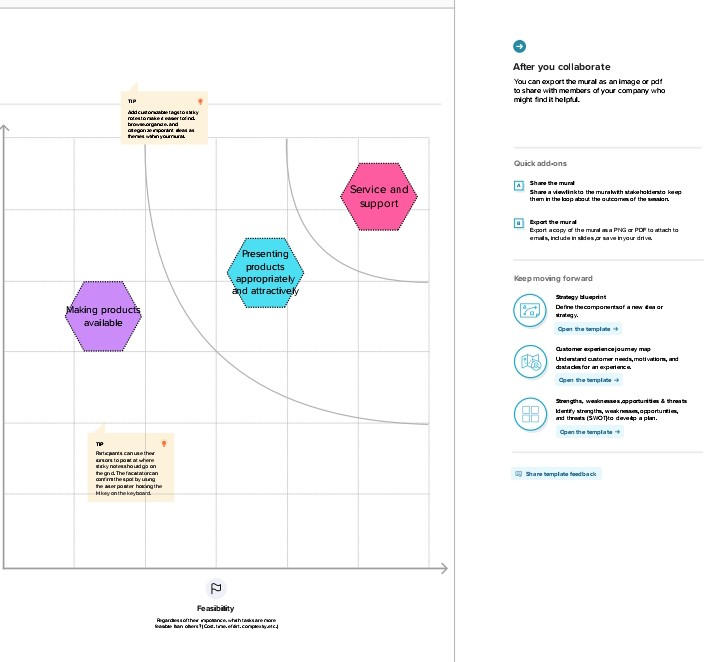 TIP
Add customizable tags to sticky
notes to make it easier to find,
browse, organize, and
categorize important ideas as
themes within your mural.
Service and
support
Presenting
products
appropriately
and attractively
Making products
available
TIP
Participants can use their
cursors to point at where
sticky notes should go on
the grid. The facilitator can
confirm the spot by using
the laser pointer holding the
H key on the keyboard.
Feasibility
Regardless of their importance, which tasks are more
feasible than others? (Cost, time, effort, complexity, etc.)
After you collaborate
You can export the mural as an image or pdf
to share with members of your company who
might find it helpful.
Quick add-ons
A
Share the mural
Share a view link to the mural with stakeholders to keep
them in the loop about the outcomes of the session.
B
Export the mural
Export a copy of the mural as a PNG or PDF to attach to
emails, include in slides, or save in your drive.
Keep moving forward
Strategy blueprint
Define the components of a new idea or
strategy.
Open the template →
Customer experience journey map
Understand customer needs, motivations, and
obstacles for an experience.
Open the template →
Strengths, weaknesses, opportunities & threats
Identify strengths, weaknesses, opportunities,
and threats (SWOT) to develop a plan.
Open the template →
Share template feedback